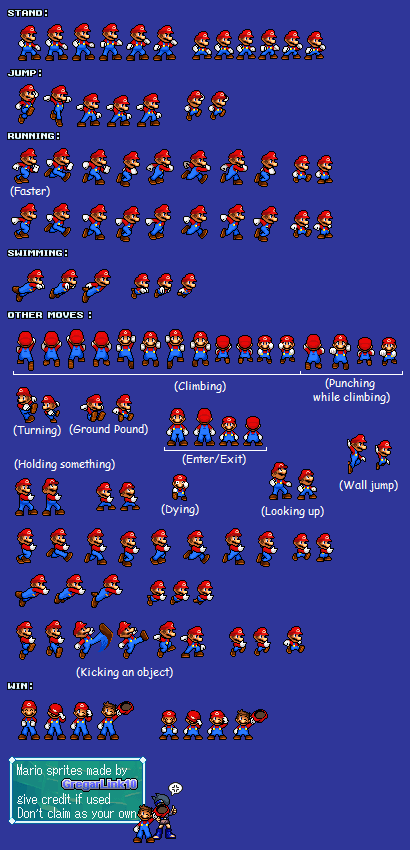 STAND:
JUMP:
RUNNING:
(Faster)
SWIMMING:
OTHER MOVES :
(Climbing)
(Punching
while climbing)
(Turning)
(Ground Pound)
(Enter/Exit)
(Wall jump)
(Holding something)
(Dying)
(Looking up)
(Kicking an object)
WIN:
Mario sprites made by
GregarLink10
give credit if used
Don't claim as your own